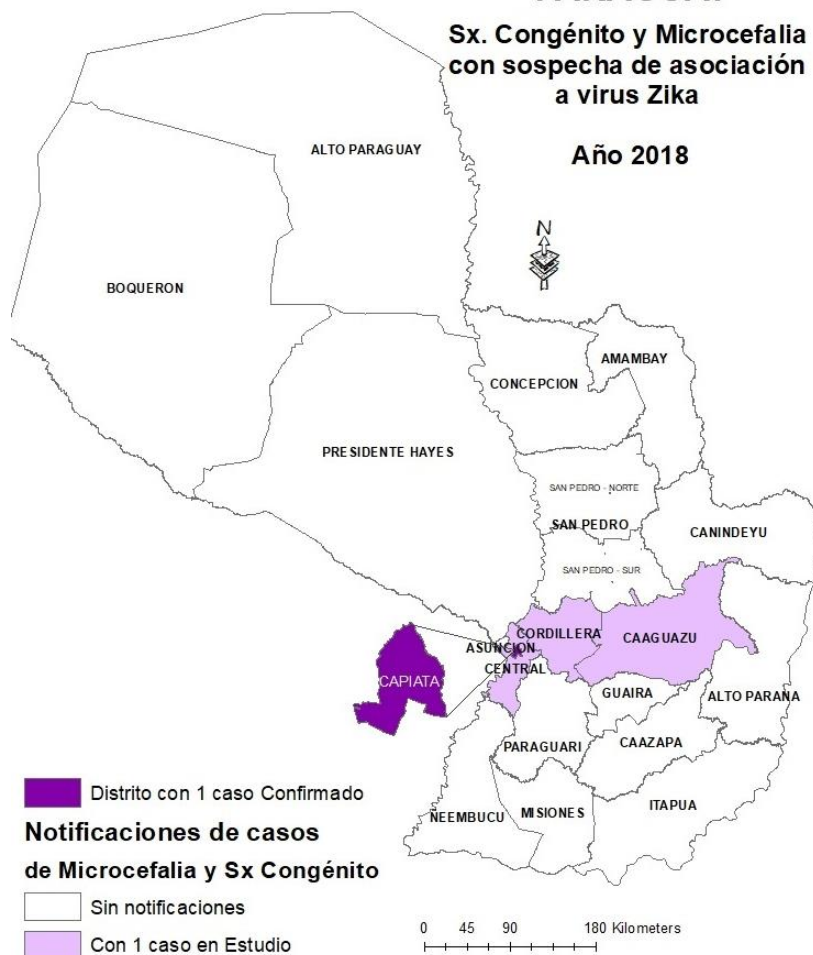 Sx. Congénito y Microcefalia
con sospecha de asociación
a virus Zika
Año 2018
N
ALTO PARAGUAY
BOQUERON
AMAMBAY
CONCEPCION
PRESIDENTE HAYES
SAN PEDRO - NORTE
SAN PEDRO
CANINDEYU
SAN PEDRO - SUR
CORDILLERA
CAAGUAZU
ASUNCION
CENTRAL
CAPIATA
GUAIRA
ALTO PARANA
PARAGUARI
CAAZAPA
ÑEEMBUCU
MISIONES
ITAPUA
Distrito con 1 caso Confirmado
Notificaciones de casos
de Microcefalia y Sx Congénito
Sin notificaciones
Con 1 caso en Estudio
0 45 90 180 Kilometers